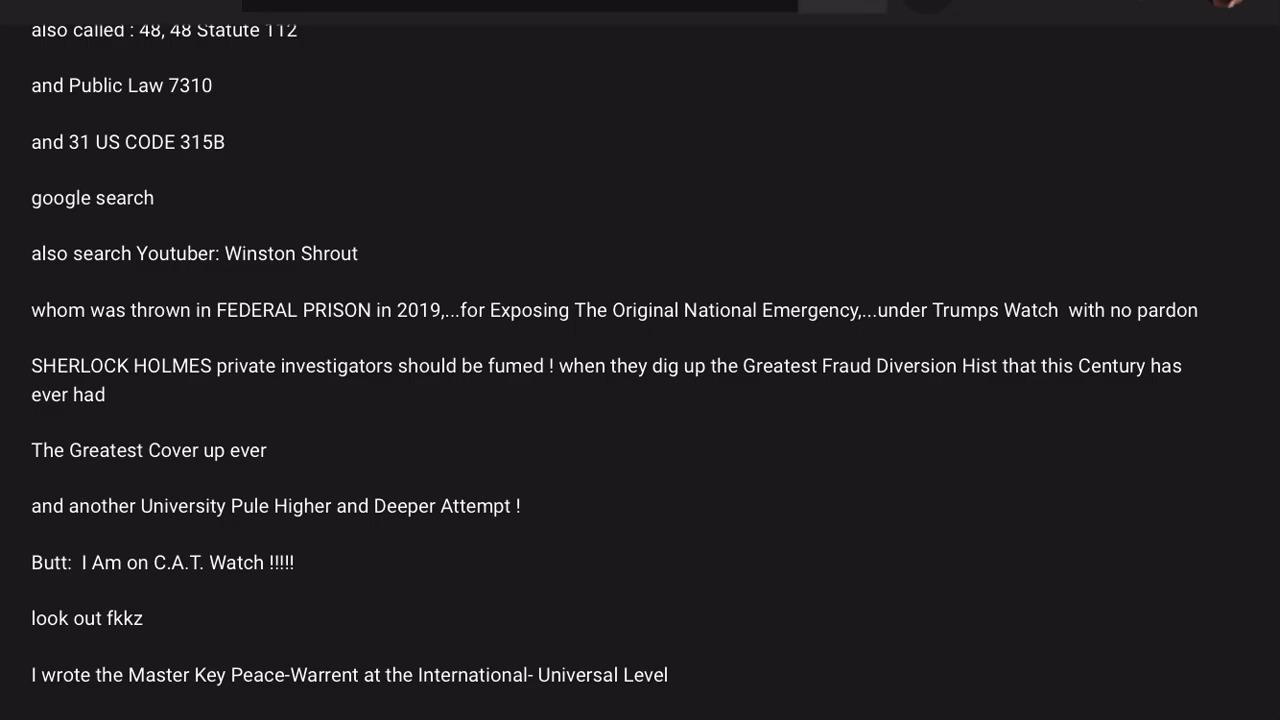 also called : 48, 48 Statute 112
and Public Law 7310
and 31 US CODE 315B
google search
also search Youtuber: Winston Shrout
whom was thrown in FEDERAL PRISON in 2019,...for Exposing The Original National Emergency,...under Trumps Watch  with no pardon
SHERLOCK HOLMES private investigators should be fumed ! when they dig up the Greatest Fraud Diversion Hist that this Century has
ever had
The Greatest Cover up ever
and another University Pule Higher and Deeper Attempt !
Butt:  I Am on C.A.T. Watch !!!!!
look out fkkz
I wrote the Master Key Peace-Warrent at the International- Universal Level